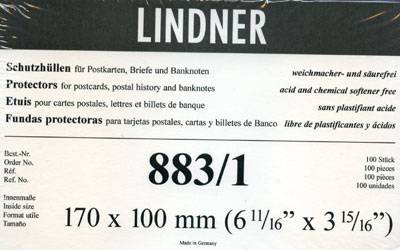 LINDNER
Schutzhüllen für Postkarten, Briefe und Banknoten weichmacher- und säurefrei
Protectors for postcards, postal history and banknotes acid and chemical softener free
Etuis pour cartes postales, lettres et billets de banque sans plastifiant acide
Fundas protectoras para tarjetas postales, cartas y billetes de Banco libre de plastificantes y ácidos
Best.-Nr.
Order No.
Réf.
Ref. No.
883/1
100 Stück
100 pieces
100 pièces
100 unidades
Innenmaße
Inside size
Format utile
Tamaño
170 x 100 mm (6 11/16” x 3 15/16”)
Made in Germany